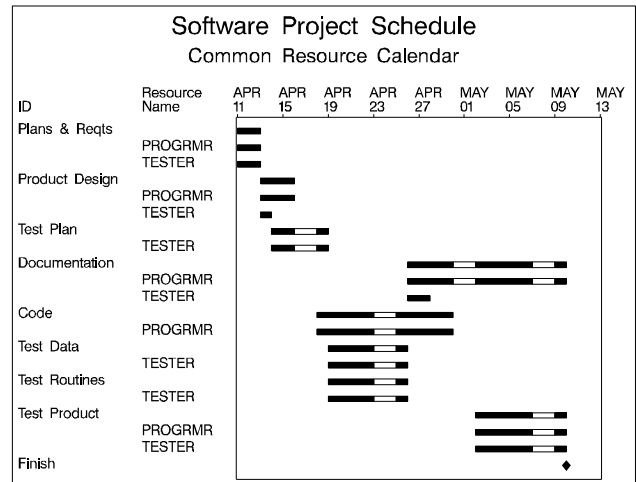 Software Project Schedule
Common Resource Calendar
Resource APR APR APR APR APR MAY MAY MAY MAY
ID Name 11 15 19 23 27 01 05 09 13
Plans & Reqts
PROGRMR
TESTER
Product Design
PROGRMR
TESTER
Test Plan
TESTER
Documentation
PROGRMR
TESTER
Code
PROGRMR
Test Data
TESTER
Test Routines
TESTER
Test Product
PROGRMR
TESTER
Finish